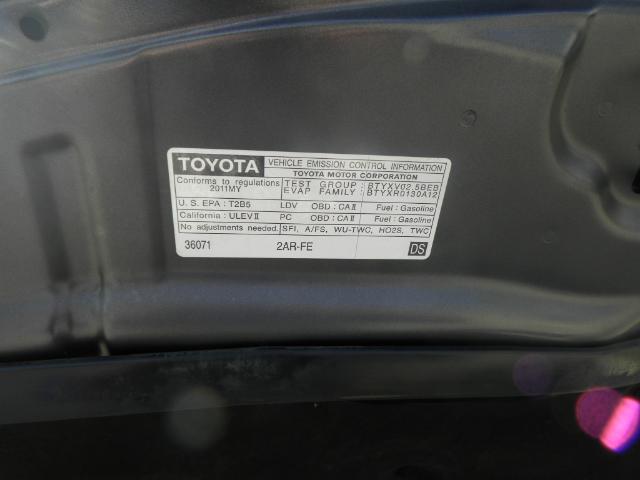 TOYOTA VEHICLE EMISSION CONTROL INFORMATION
TOYOTA MOTOR CORPORATION
Conforms to regulations TEST GROUP : BTYXV02.5BEB
2011MY EVAP FAMILY: BTYXR0130A12
U.S. EPA : T2B5 LDV OBD : CAⅡ Fuel : Gasoline
California : ULEVⅡ PC OBD : CAⅡ Fuel : Gasoline
No adjustments needed. SFI, A/FS, WU-TWC, HO2S, TWC
36071 2AR-FE DS